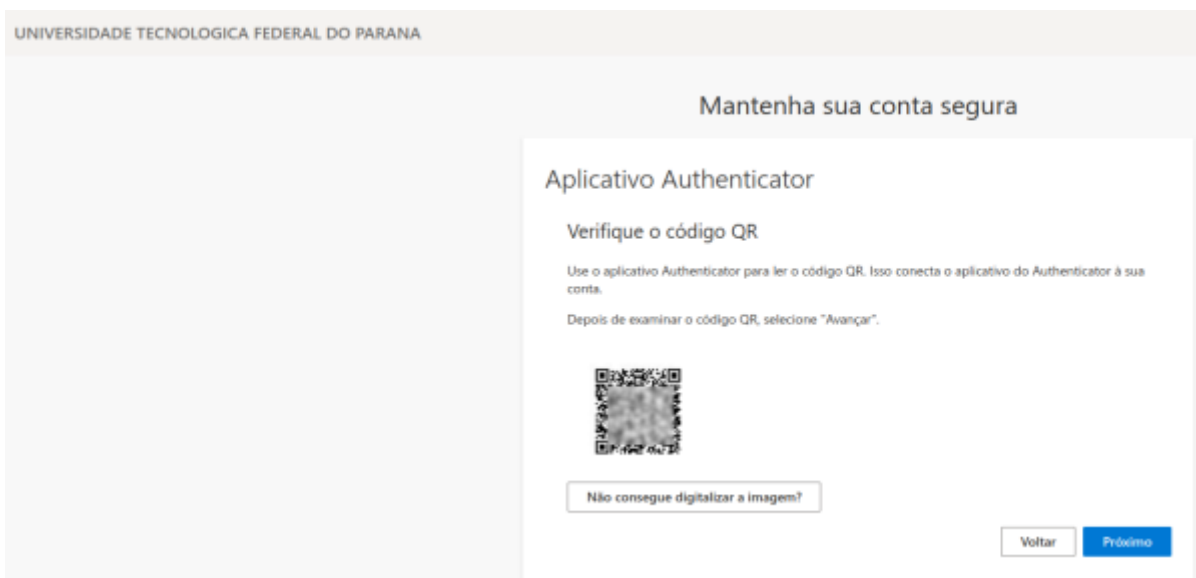 UNIVERSIDADE TECNOLOGICA FEDERAL DO PARANA
Mantenha sua conta segura
Aplicativo Authenticator
Verifique o código QR
Use o aplicativo Authenticator para ler o código QR. Isso conecta o aplicativo do Authenticator à sua
conta.
Depois de examinar o código QR, selecione "Avançar".
Não consegue digitalizar a imagem?
Voltar
Próximo